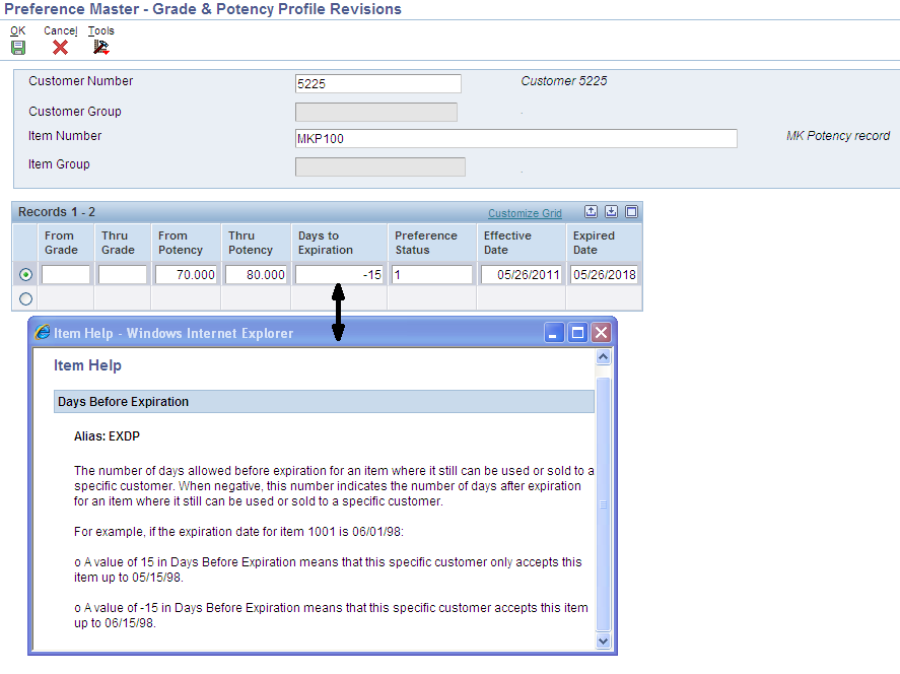 Preference Master - Grade & Potency Profile Revisions
OK Cancel Tools
Customer Number 5225 Customer 5225
Customer Group
Item Number MKP100 MK Potency record
Item Group
Records 1 - 2 Customize Grid
From Grade Thru Grade From Potency Thru Potency Days to Expiration Preference Status Effective Date Expired Date
70.000 80.000 -15 1 05/26/2011 05/26/2018
Item Help - Windows Internet Explorer
Item Help
Days Before Expiration
Alias: EXDP
The number of days allowed before expiration for an item where it still can be used or sold to a
specific customer. When negative, this number indicates the number of days after expiration
for an item where it still can be used or sold to a specific customer.
For example, if the expiration date for item 1001 is 06/01/98:
o A value of 15 in Days Before Expiration means that this specific customer only accepts this
item up to 05/15/98.
o A value of -15 in Days Before Expiration means that this specific customer accepts this item
up to 06/15/98.